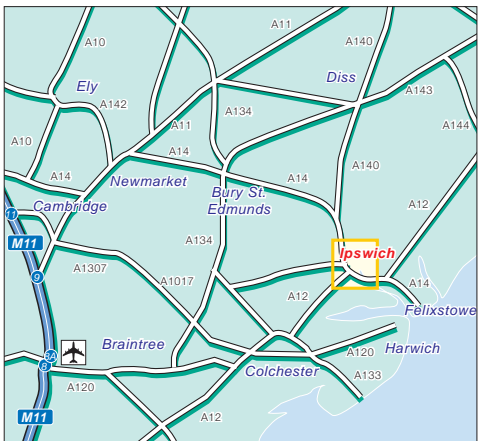 A11
A10
A140
Ely
Diss
A142
A143
A134
A11
A144
A10
A14
A14
A14
A140
Newmarket
Bury St.
Edmunds
Cambridge
A12
11
M11
A134
Ipswich
A1307
A1017
9
A12
A14
Felixstowe
Braintree
Harwich
8A
8
A120
Colchester
A120
A133
A12
M11